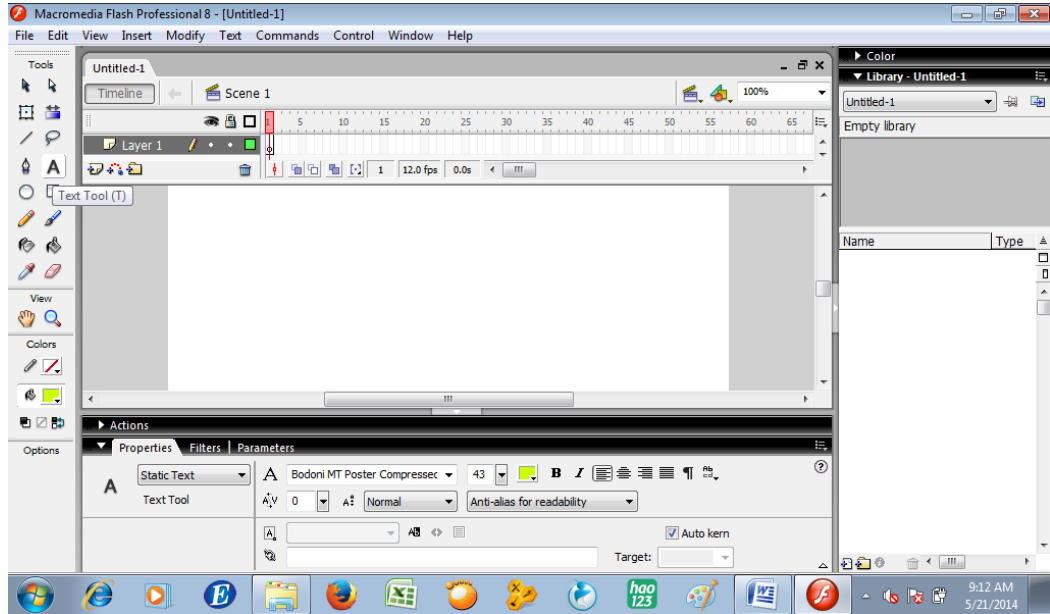 Macromedia Flash Professional 8 - [Untitled-1]
File Edit View Insert Modify Text Commands Control Window Help
Tools
Untitled-1
Timeline Scene 1 100%
1 5 10 15 20 25 30 35 40 45 50 55 60 65
Layer 1
1 12.0 fps 0.0s
A
Text Tool (T)
View
Colors
Options
Color
Library - Untitled-1
Untitled-1
Empty library
Name Type
Actions
Properties Filters Parameters
A Static Text A Bodoni MT Poster Compressec 43 B I
Text Tool 0 Normal Anti-alias for readability
Auto kern
Target:
hao
123
9:12 AM
5/21/2014